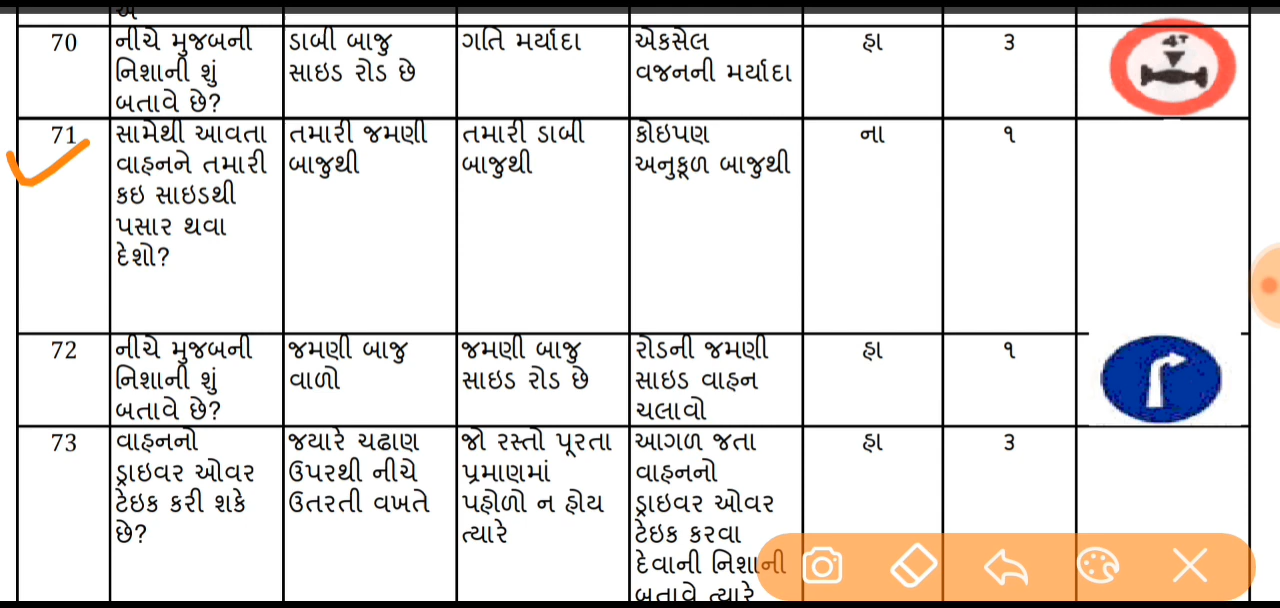 70 નીચે મુજબની ડાબી બાજુ ગતિ મર્યાદા એકસેલ હા ૩ 4T
નિશાની શું સાઇડ રોડ છે વજનની મર્યાદા
બતાવે છે?
71 સામેથી આવતા તમારી જમણી તમારી ડાબી કોઇપણ ના ૧
વાહનને તમારી બાજુથી બાજુથી અનુકૂળ બાજુથી
કઇ સાઇડથી
પસાર થવા
દેશો?
72 નીચે મુજબની જમણી બાજુ જમણી બાજુ રોડની જમણી હા ૧
નિશાની શું વાળો સાઇડ રોડ છે સાઇડ વાહન
બતાવે છે? ચલાવો
73 વાહનનો જયારે ચઢાણ જો રસ્તો પૂરતા આગળ જતા હા ૩
ડ્રાઇવર ઓવર ઉપરથી નીચે પ્રમાણમાં વાહનનો
ટેઇક કરી શકે ઉતરતી વખતે પહોળો ન હોય ડ્રાઇવર ઓવર
છે? ત્યારે ટેઇક કરવા
દેવાની નિશાની
બતાવે ત્યારે